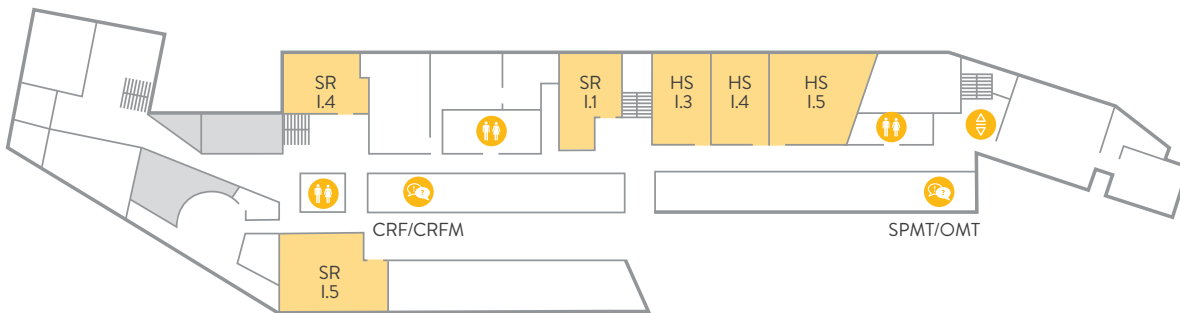 SR
I.4
SR
I.1
HS
I.3
HS
I.4
HS
I.5
CRF/CRFM
SPMT/OMT
SR
I.5